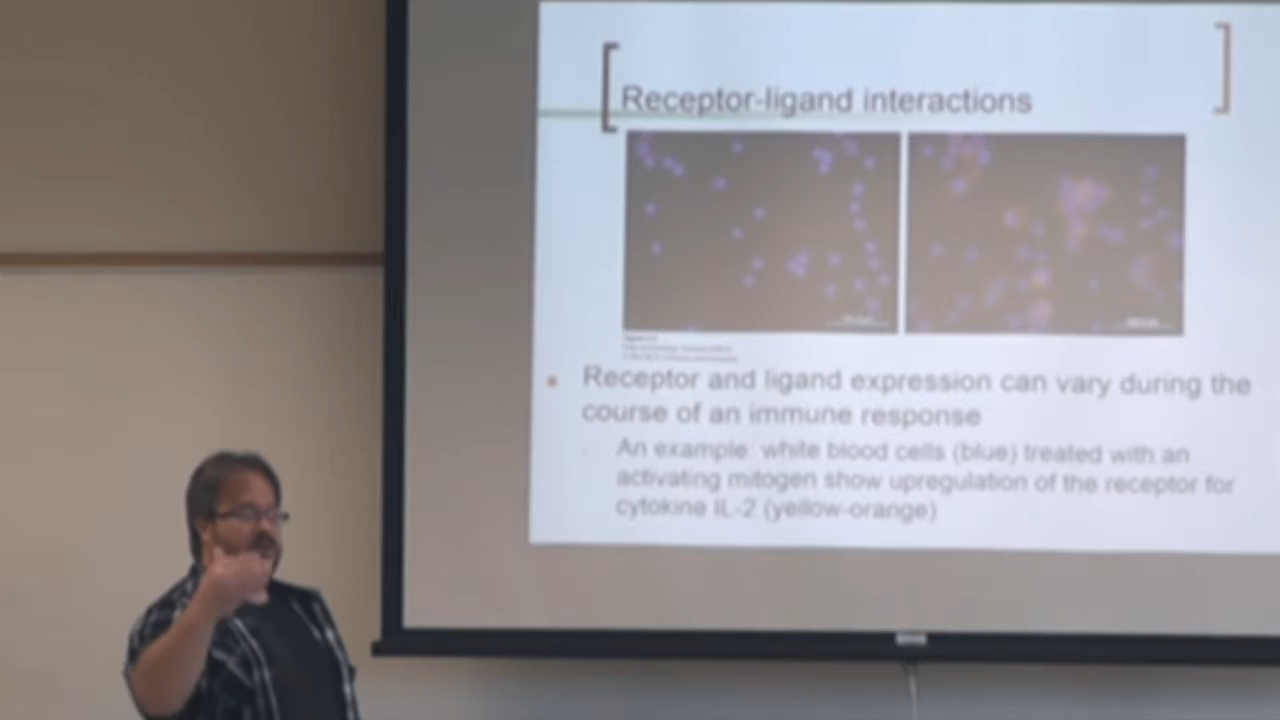 Receptor-ligand interactions
Receptor and ligand expression can vary during the
course of an immune response
An example: white blood cells (blue) treated with an
activating mitogen show upregulation of the receptor for
cytokine IL-2 (yellow-orange)